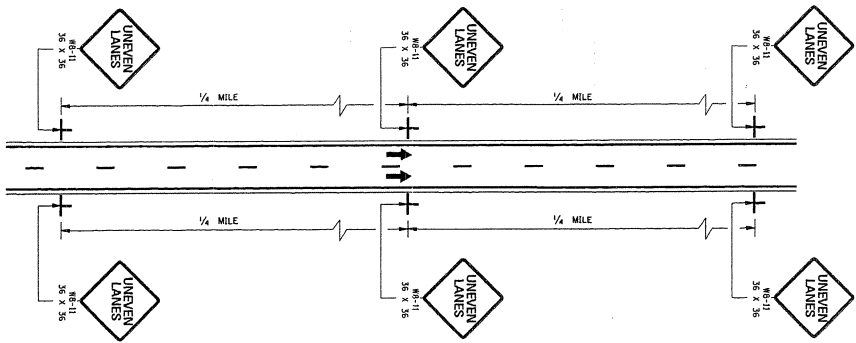 UNEVEN
LANES
W8-11
36 X 36
UNEVEN
LANES
W8-11
36 X 36
UNEVEN
LANES
W8-11
36 X 36
¼ MILE
¼ MILE
¼ MILE
¼ MILE
UNEVEN
LANES
W8-11
36 X 36
UNEVEN
LANES
W8-11
36 X 36
UNEVEN
LANES
W8-11
36 X 36